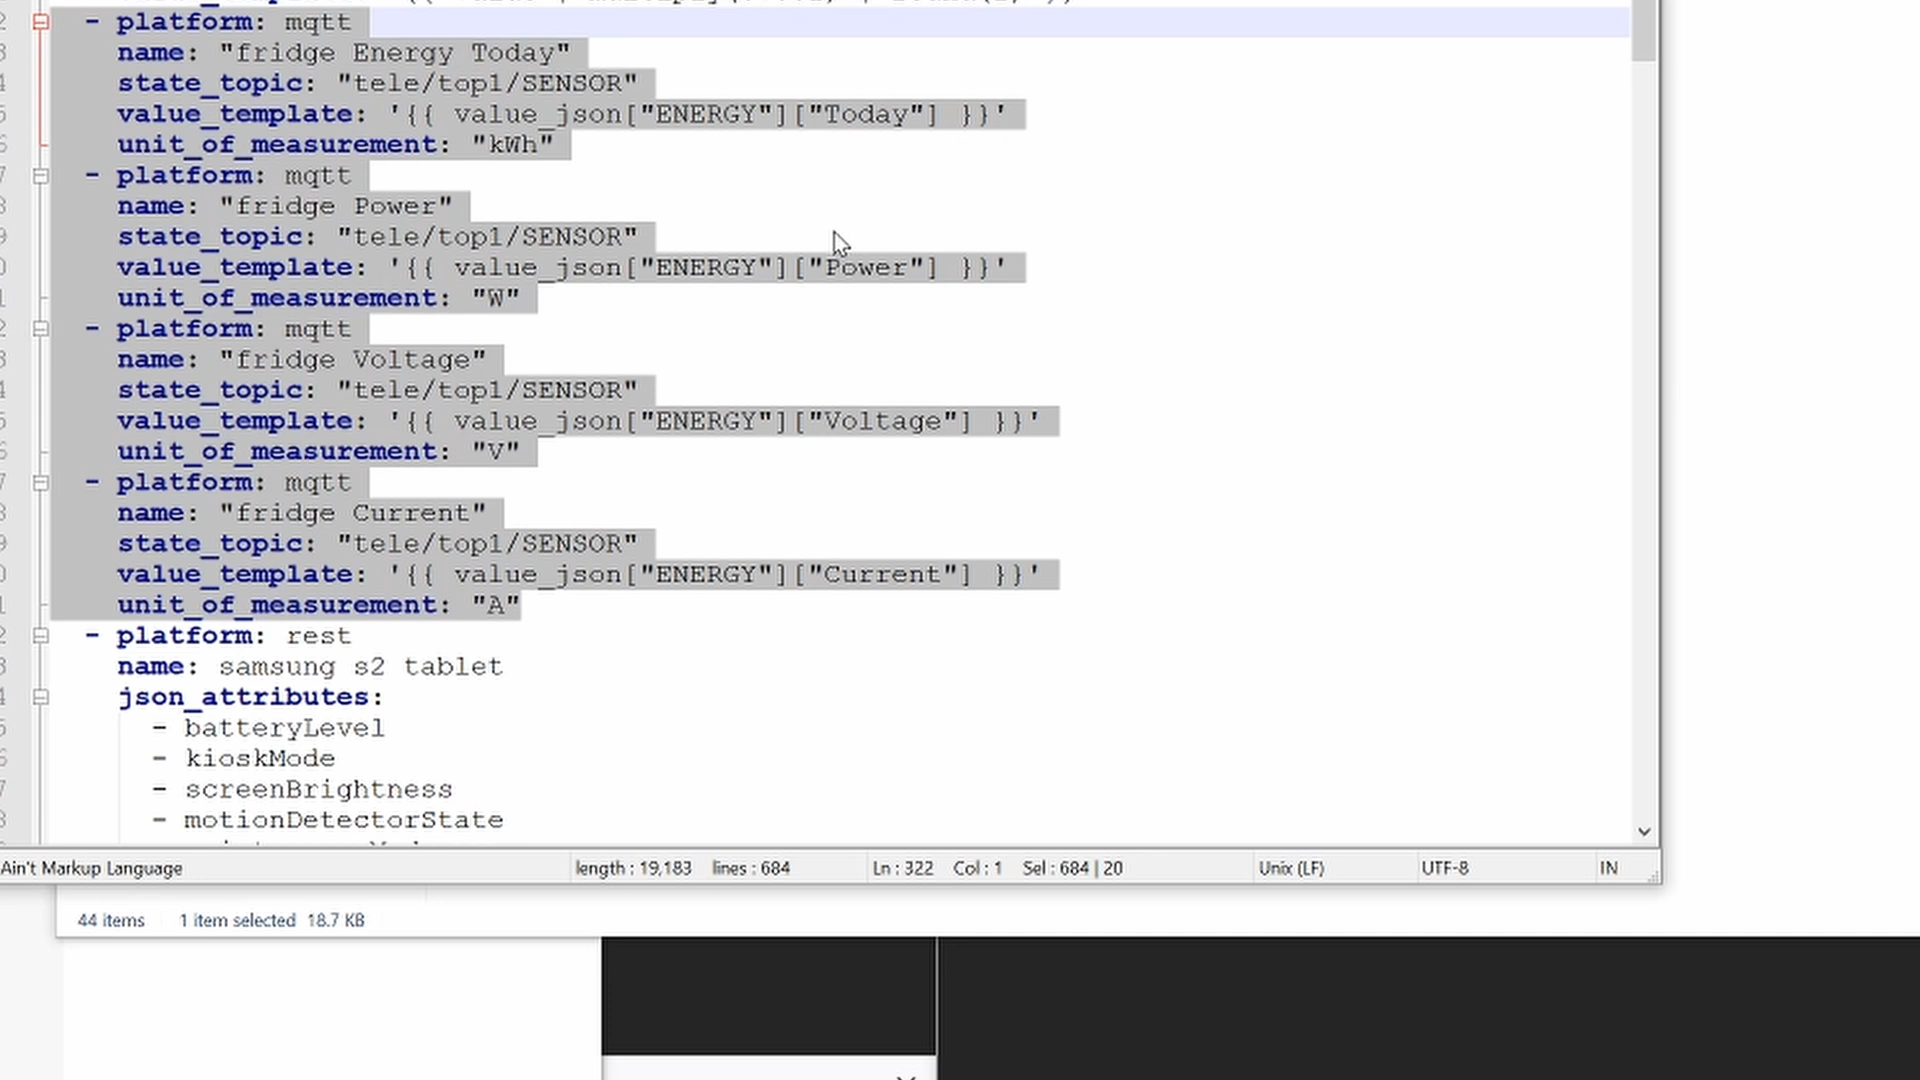 - platform: mqtt
name: "fridge Energy Today"
state_topic: "tele/top1/SENSOR"
value_template: '{{ value_json["ENERGY"]["Today"] }}'
unit_of_measurement: "kWh"
- platform: mqtt
name: "fridge Power"
state_topic: "tele/top1/SENSOR"
value_template: '{{ value_json["ENERGY"]["Power"] }}'
unit_of_measurement: "W"
- platform: mqtt
name: "fridge Voltage"
state_topic: "tele/top1/SENSOR"
value_template: '{{ value_json["ENERGY"]["Voltage"] }}'
unit_of_measurement: "V"
- platform: mqtt
name: "fridge Current"
state_topic: "tele/top1/SENSOR"
value_template: '{{ value_json["ENERGY"]["Current"] }}'
unit_of_measurement: "A"
- platform: rest
name: samsung s2 tablet
json_attributes:
- batteryLevel
- kioskMode
- screenBrightness
- motionDetectorState
Ain't Markup Language length : 19,183 lines : 684 Ln : 322 Col : 1 Sel : 684 | 20 Unix (LF) UTF-8 IN
44 items 1 item selected 18.7 KB